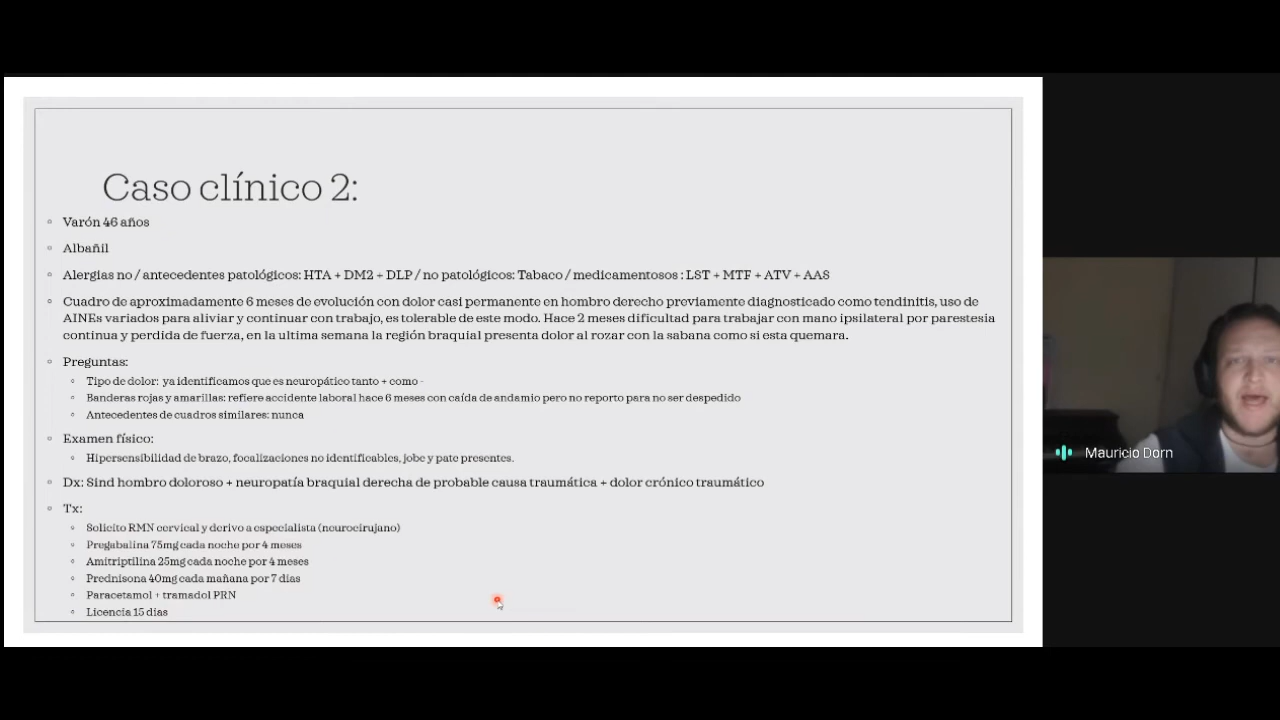 Caso clínico 2:
Varón 46 años
Albañil
Alergias no / antecedentes patológicos: HTA + DM2 + DLP / no patológicos: Tabaco / medicamentosos : LST + MTF + ATV + AAS
Cuadro de aproximadamente 6 meses de evolución con dolor casi permanente en hombro derecho previamente diagnosticado como tendinitis, uso de
AINEs variados para aliviar y continuar con trabajo, es tolerable de este modo. Hace 2 meses dificultad para trabajar con mano ipsilateral por parestesia
continua y perdida de fuerza, en la ultima semana la región braquial presenta dolor al rozar con la sabana como si esta quemara.
Preguntas:
Tipo de dolor: ya identificamos que es neuropático tanto + como -
Banderas rojas y amarillas: refiere accidente laboral hace 6 meses con caída de andamio pero no reporto para no ser despedido
Antecedentes de cuadros similares: nunca
Examen físico:
Hipersensibilidad de brazo, focalizaciones no identificables, jobe y pate presentes.
Dx: Sind hombro doloroso + neuropatía braquial derecha de probable causa traumática + dolor crónico traumático
Tx:
Solicito RMN cervical y derivo a especialista (neurocirujano)
Pregabalina 75mg cada noche por 4 meses
Amitriptilina 25mg cada noche por 4 meses
Prednisona 40mg cada mañana por 7 dias
Paracetamol + tramadol PRN
Licencia 15 dias
Mauricio Dorn